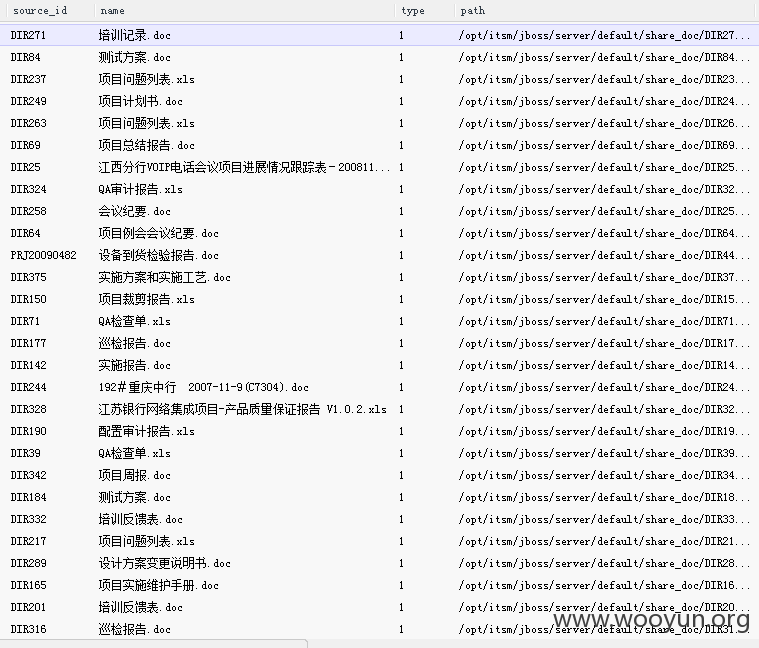 source_id name type path
DIR271 培训记录.doc 1 /opt/itsm/jboss/server/default/share_doc/DIR27...
DIR84 测试方案.doc 1 /opt/itsm/jboss/server/default/share_doc/DIR84...
DIR237 项目问题列表.xls 1 /opt/itsm/jboss/server/default/share_doc/DIR23...
DIR249 项目计划书.doc 1 /opt/itsm/jboss/server/default/share_doc/DIR24...
DIR263 项目问题列表.xls 1 /opt/itsm/jboss/server/default/share_doc/DIR26...
DIR69 项目总结报告.doc 1 /opt/itsm/jboss/server/default/share_doc/DIR69...
DIR25 江西分行VOIP电话会议项目进展情况跟踪表－200811... 1 /opt/itsm/jboss/server/default/share_doc/DIR25...
DIR324 QA审计报告.xls 1 /opt/itsm/jboss/server/default/share_doc/DIR32...
DIR258 会议纪要.doc 1 /opt/itsm/jboss/server/default/share_doc/DIR25...
DIR64 项目例会会议纪要.doc 1 /opt/itsm/jboss/server/default/share_doc/DIR64...
PRJ20090482 设备到货检验报告.doc 1 /opt/itsm/jboss/server/default/share_doc/DIR44...
DIR375 实施方案和实施工艺.doc 1 /opt/itsm/jboss/server/default/share_doc/DIR37...
DIR150 项目裁剪报告.xls 1 /opt/itsm/jboss/server/default/share_doc/DIR15...
DIR71 QA检查单.xls 1 /opt/itsm/jboss/server/default/share_doc/DIR71...
DIR177 巡检报告.doc 1 /opt/itsm/jboss/server/default/share_doc/DIR17...
DIR142 实施报告.doc 1 /opt/itsm/jboss/server/default/share_doc/DIR14...
DIR244 192＃重庆中行 2007-11-9(C7304).doc 1 /opt/itsm/jboss/server/default/share_doc/DIR24...
DIR328 江苏银行网络集成项目-产品质量保证报告 V1.0.2.xls 1 /opt/itsm/jboss/server/default/share_doc/DIR32...
DIR190 配置审计报告.xls 1 /opt/itsm/jboss/server/default/share_doc/DIR19...
DIR39 QA检查单.xls 1 /opt/itsm/jboss/server/default/share_doc/DIR39...
DIR342 项目周报.doc 1 /opt/itsm/jboss/server/default/share_doc/DIR34...
DIR184 测试方案.doc 1 /opt/itsm/jboss/server/default/share_doc/DIR18...
DIR332 培训反馈表.doc 1 /opt/itsm/jboss/server/default/share_doc/DIR33...
DIR217 项目问题列表.xls 1 /opt/itsm/jboss/server/default/share_doc/DIR21...
DIR289 设计方案变更说明书.doc 1 /opt/itsm/jboss/server/default/share_doc/DIR28...
DIR165 项目实施维护手册.doc 1 /opt/itsm/jboss/server/default/share_doc/DIR16...
DIR201 培训反馈表.doc 1 /opt/itsm/jboss/server/default/share_doc/DIR20...
DIR316 巡检报告.doc 1 /opt/itsm/jboss/server/default/share_doc/DIR31...
www.wooyun.org